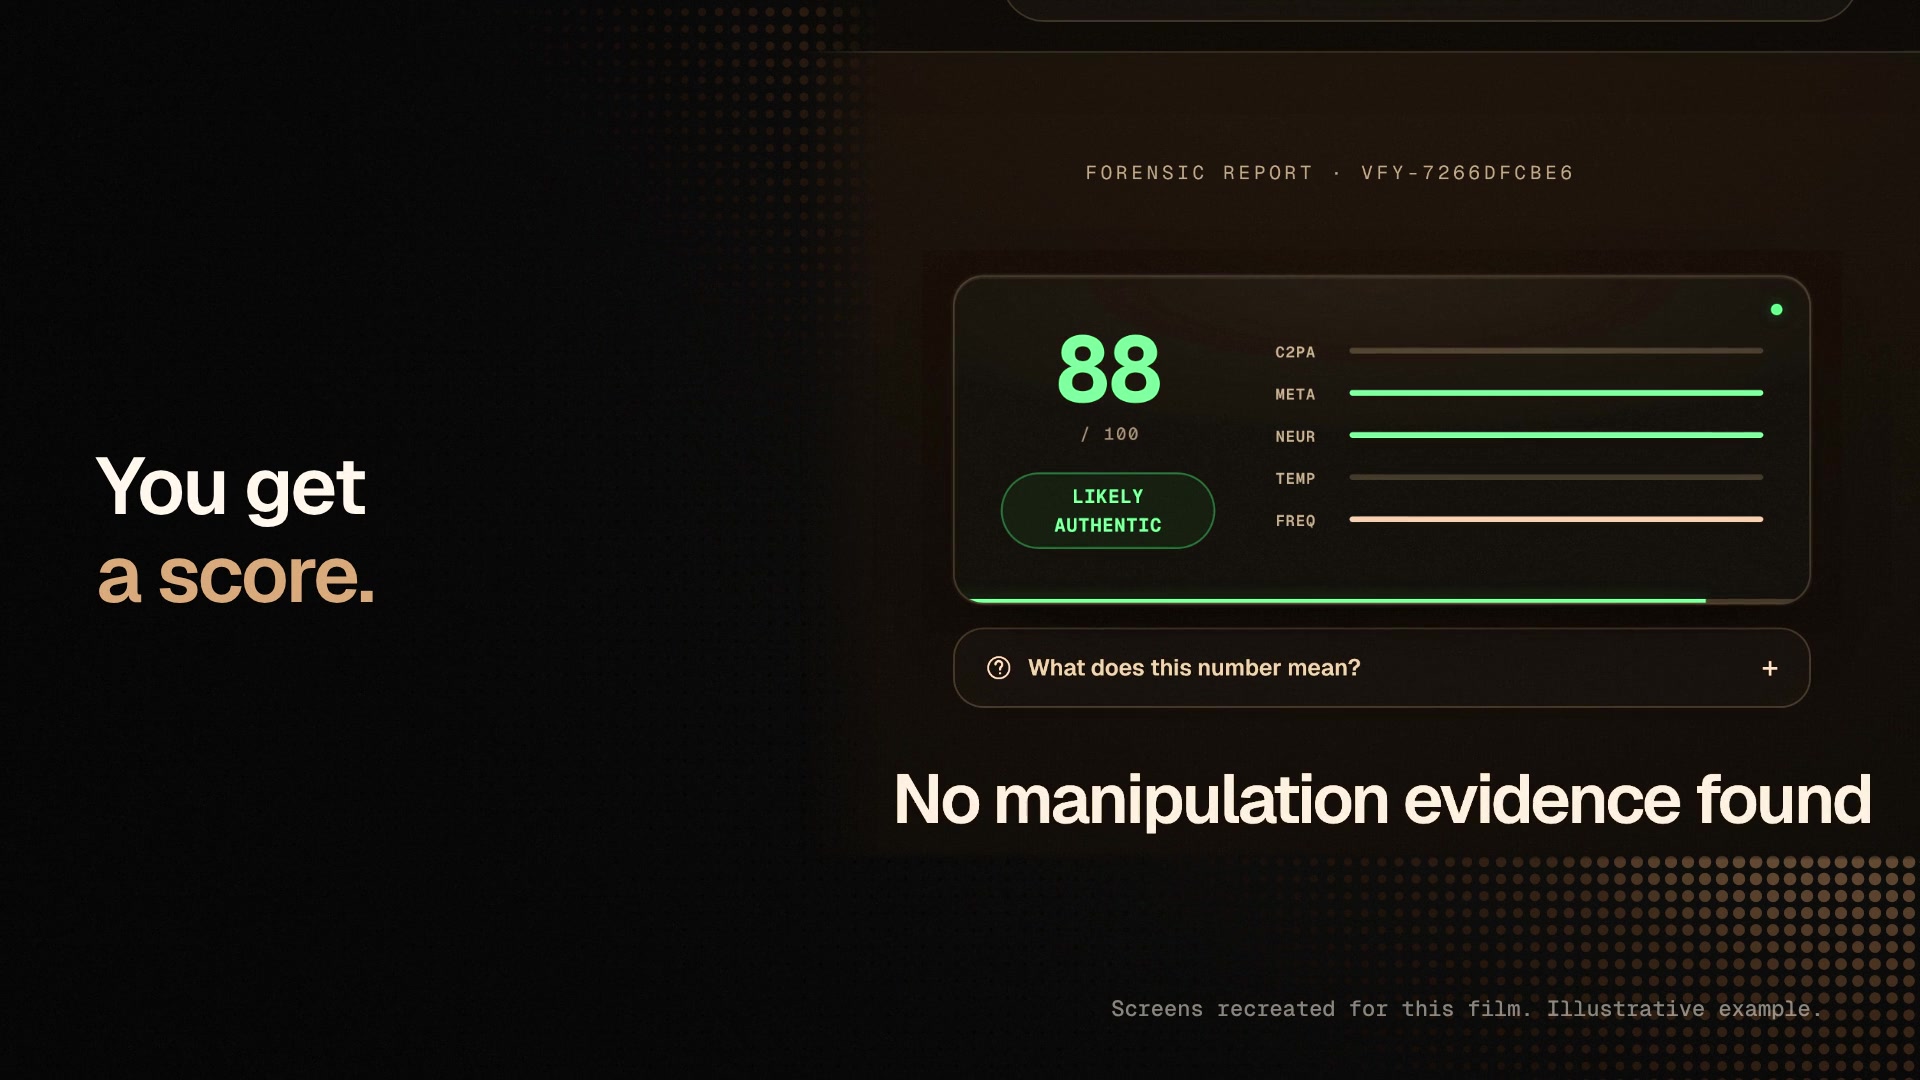 You get
a score.
FORENSIC REPORT · VFY-7266DFCBE6
88
/ 100
LIKELY
AUTHENTIC
C2PA
META
NEUR
TEMP
FREQ
What does this number mean? +
No manipulation evidence found
Screens recreated for this film. Illustrative example.